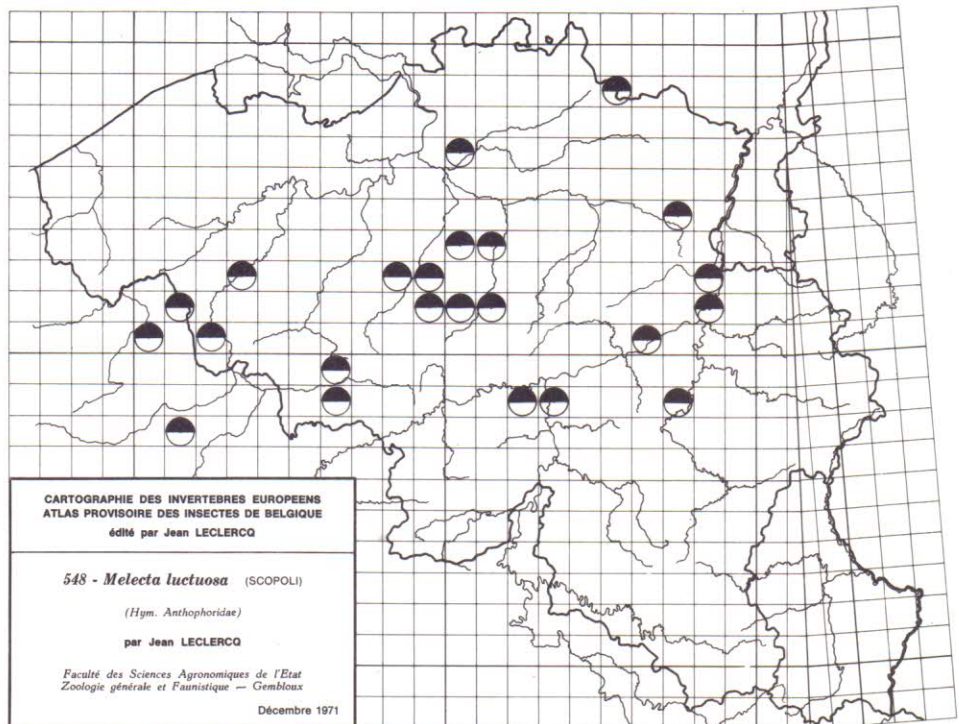 CARTOGRAPHIE DES INVERTEBRES EUROPEENS
ATLAS PROVISOIRE DES INSECTES DE BELGIQUE
édité par Jean LECLERCQ
548 - Melecta luctuosa (SCOPOLI)
(Hym. Anthophoridae)
par Jean LECLERCQ
Faculté des Sciences Agronomiques de l'Etat
Zoologie générale et Faunistique — Gembloux
Décembre 1971